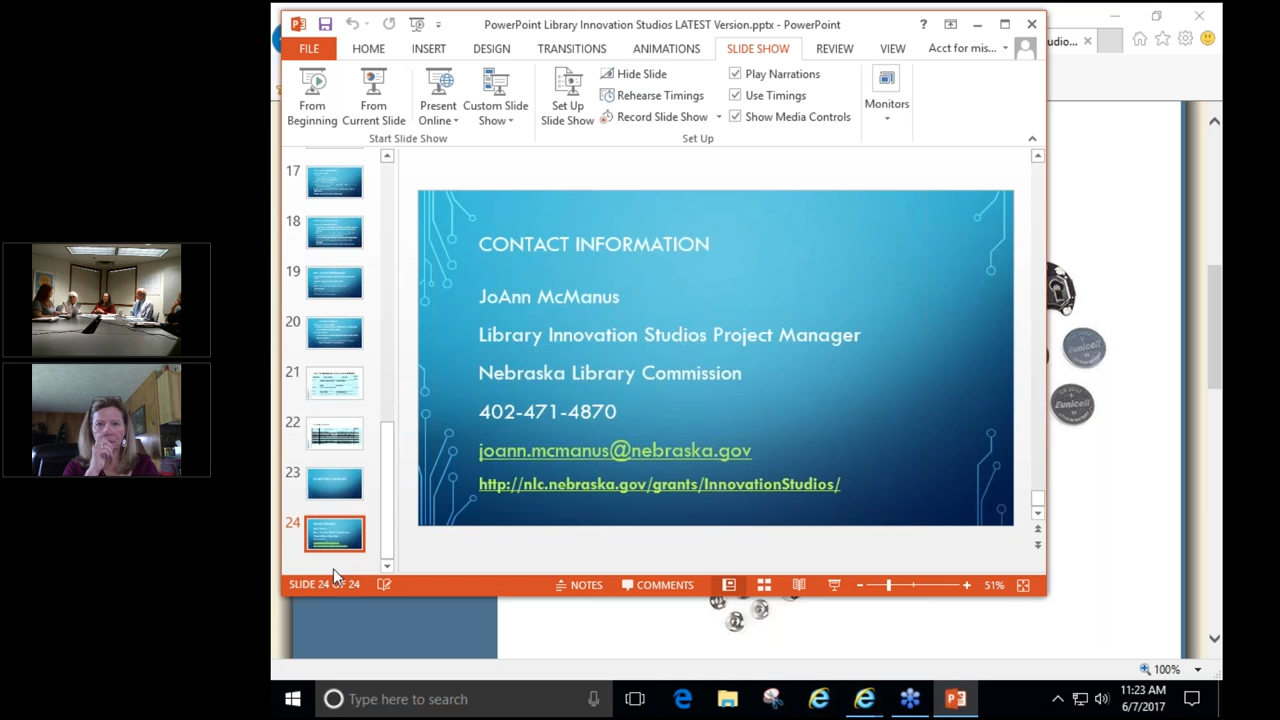 PowerPoint Library Innovation Studios LATEST Version.pptx - PowerPoint
udio...
FILE HOME INSERT DESIGN TRANSITIONS ANIMATIONS SLIDE SHOW REVIEW VIEW Acct for mis...
From Beginning
From Current Slide
Present Online
Custom Slide Show
Start Slide Show
Set Up Slide Show
Hide Slide
Rehearse Timings
Record Slide Show
Play Narrations
Use Timings
Show Media Controls
Set Up
Monitors
17
18
19
20
21
22
23
24
CONTACT INFORMATION
JoAnn McManus
Library Innovation Studios Project Manager
Nebraska Library Commission
402-471-4870
joann.mcmanus@nebraska.gov
http://nlc.nebraska.gov/grants/InnovationStudios/
Eunicell
Eunicell
SLIDE 24 OF 24 NOTES COMMENTS 51%
100%
Type here to search
11:23 AM
6/7/2017